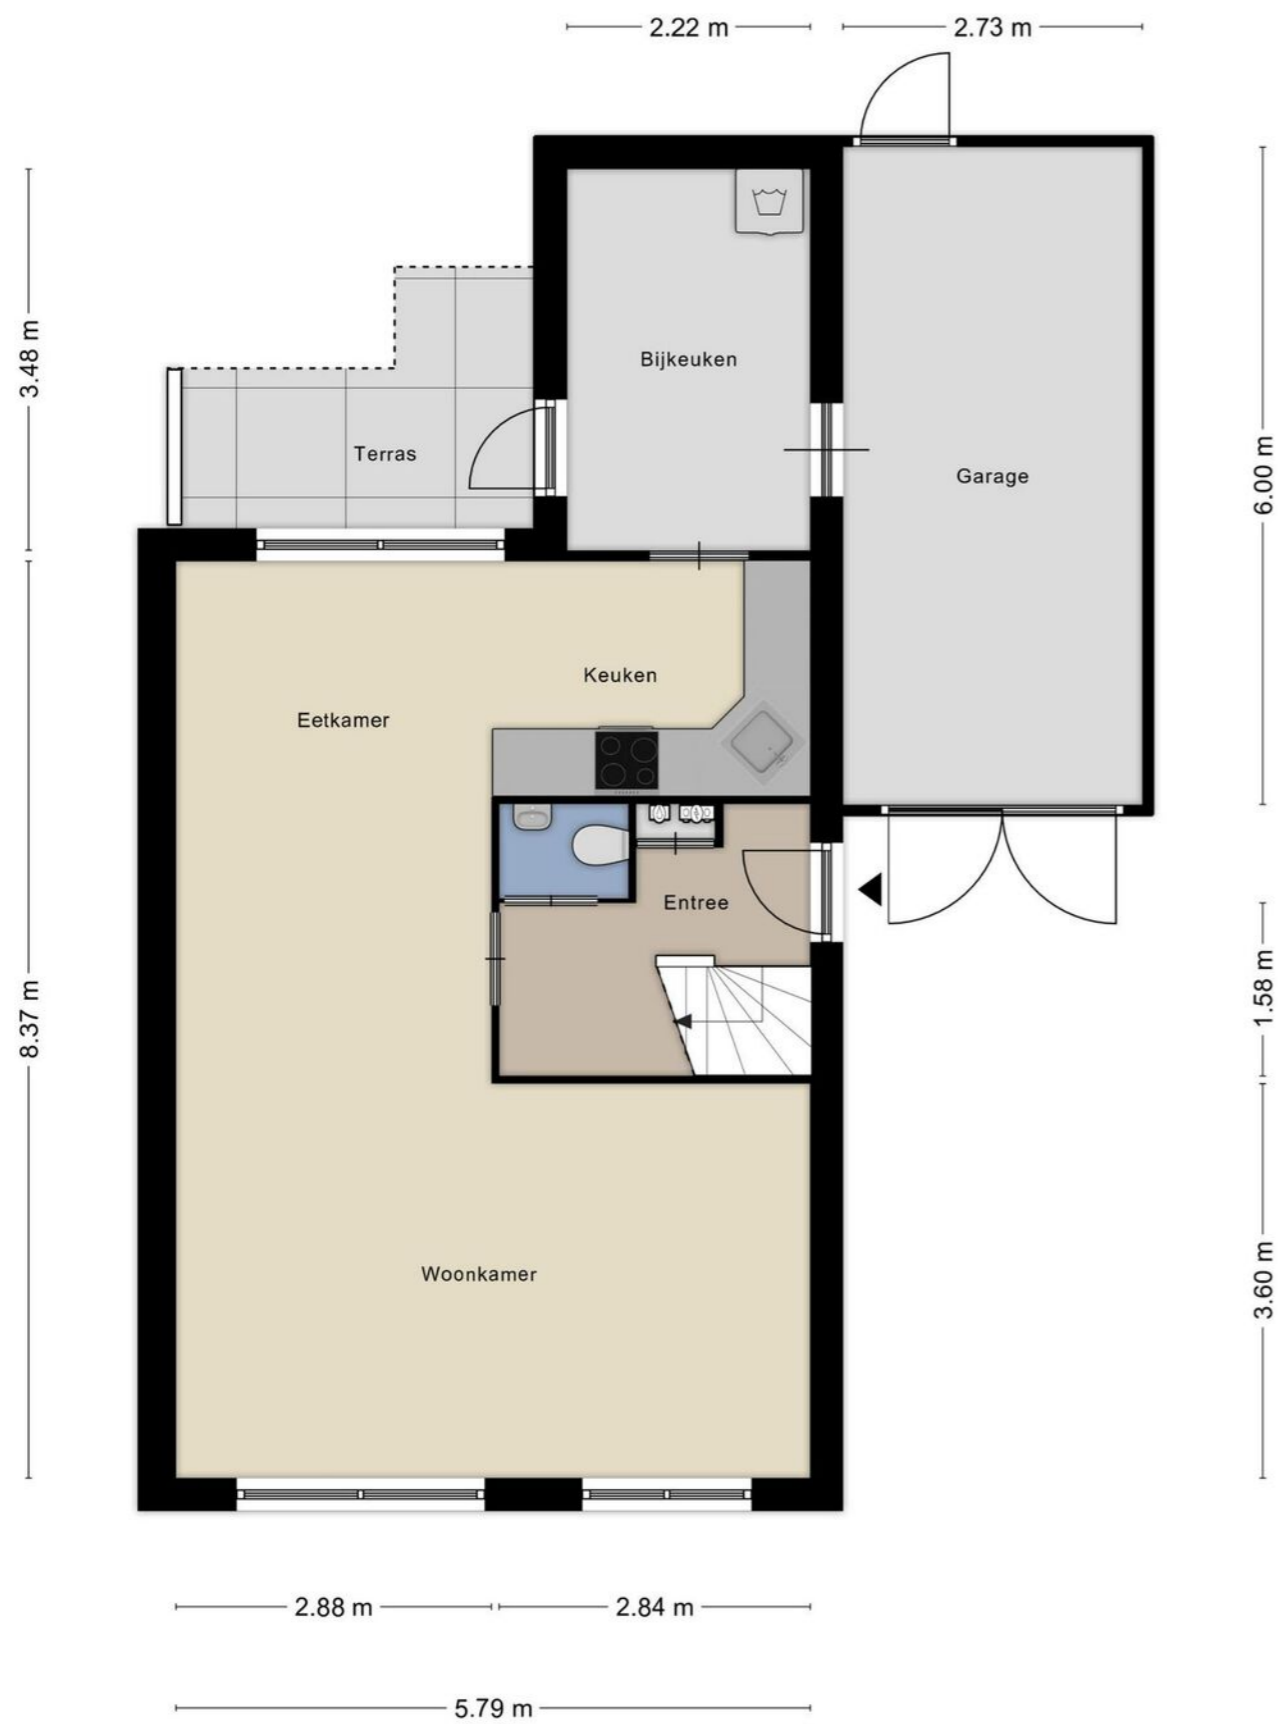 2.22 m
2.73 m
3.48 m
Bijkeuken
Terras
Garage
6.00 m
Keuken
Eetkamer
Entree
8.37 m
1.58 m
Woonkamer
3.60 m
2.88 m
2.84 m
5.79 m